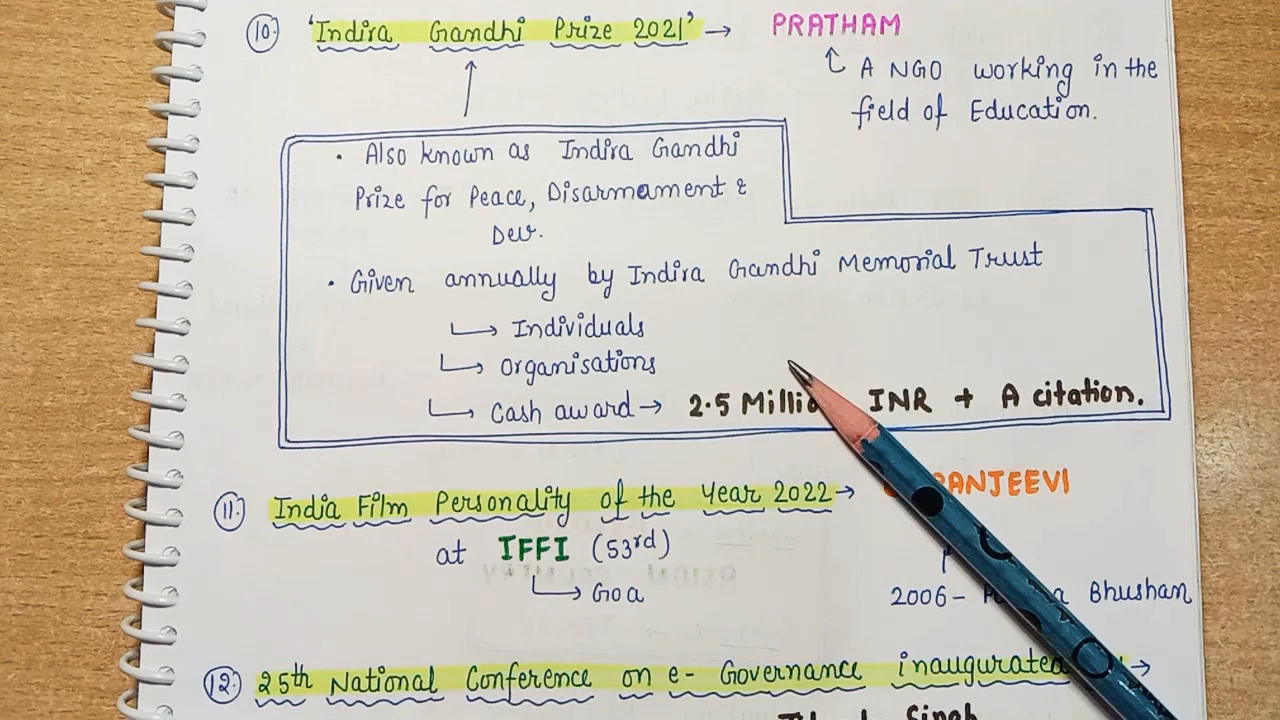 10. 'Indira Gandhi Prize 2021' → PRATHAM
A NGO working in the
field of Education.
• Also known as Indira Gandhi
Prize for Peace, Disarmament &
Dev.
• Given annually by Indira Gandhi Memorial Trust
↳ Individuals
↳ Organisations
↳ Cash award → 2.5 Million INR + A citation.
11. India Film Personality of the Year 2022 →
at IFFI (53rd)
↳ Goa
2006 - Bhushan
12. 25th National Conference on e-Governance inaugurated →
Singh